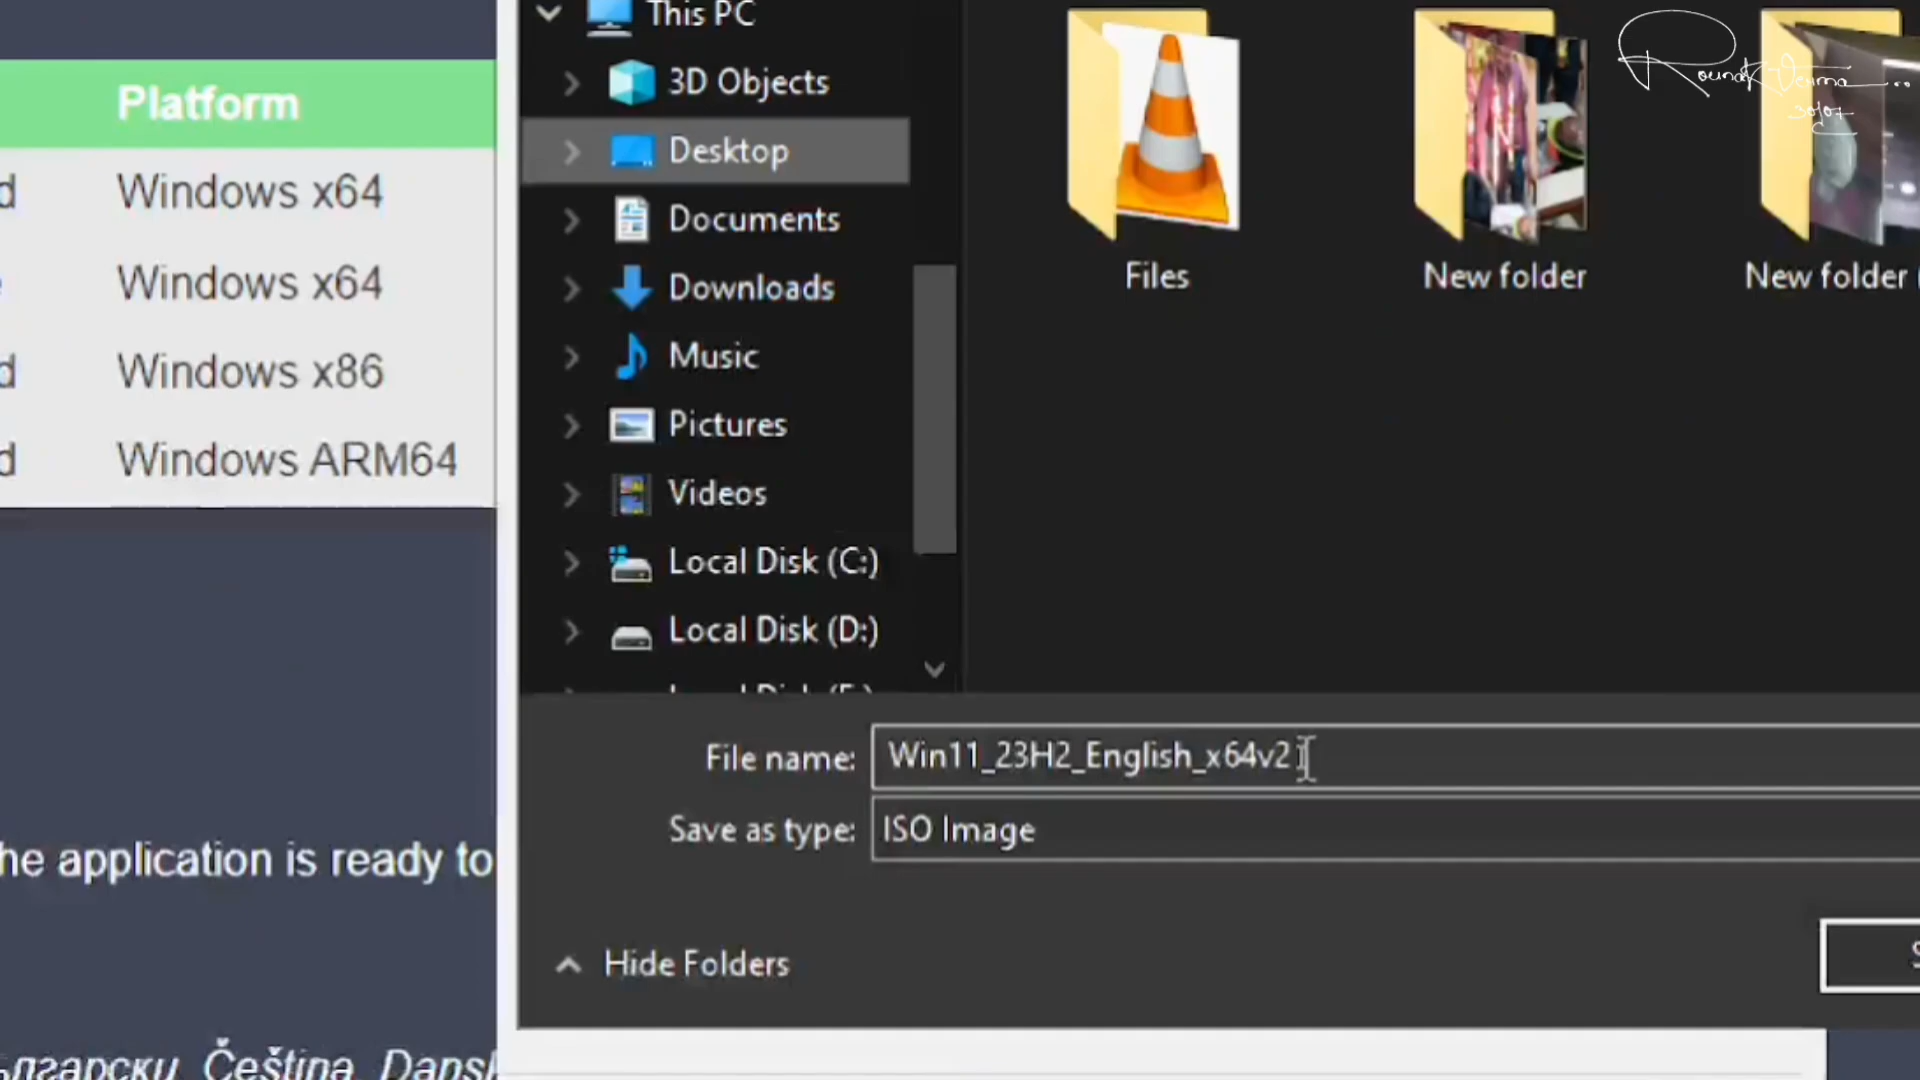 Platform
Windows x64
Windows x64
Windows x86
Windows ARM64
he application is ready to
Čeština, Dansk
This PC
3D Objects
Desktop
Documents
Downloads
Music
Pictures
Videos
Local Disk (C:)
Local Disk (D:)
Files
New folder
New folder
File name: Win11_23H2_English_x64v2
Save as type: ISO Image
Hide Folders